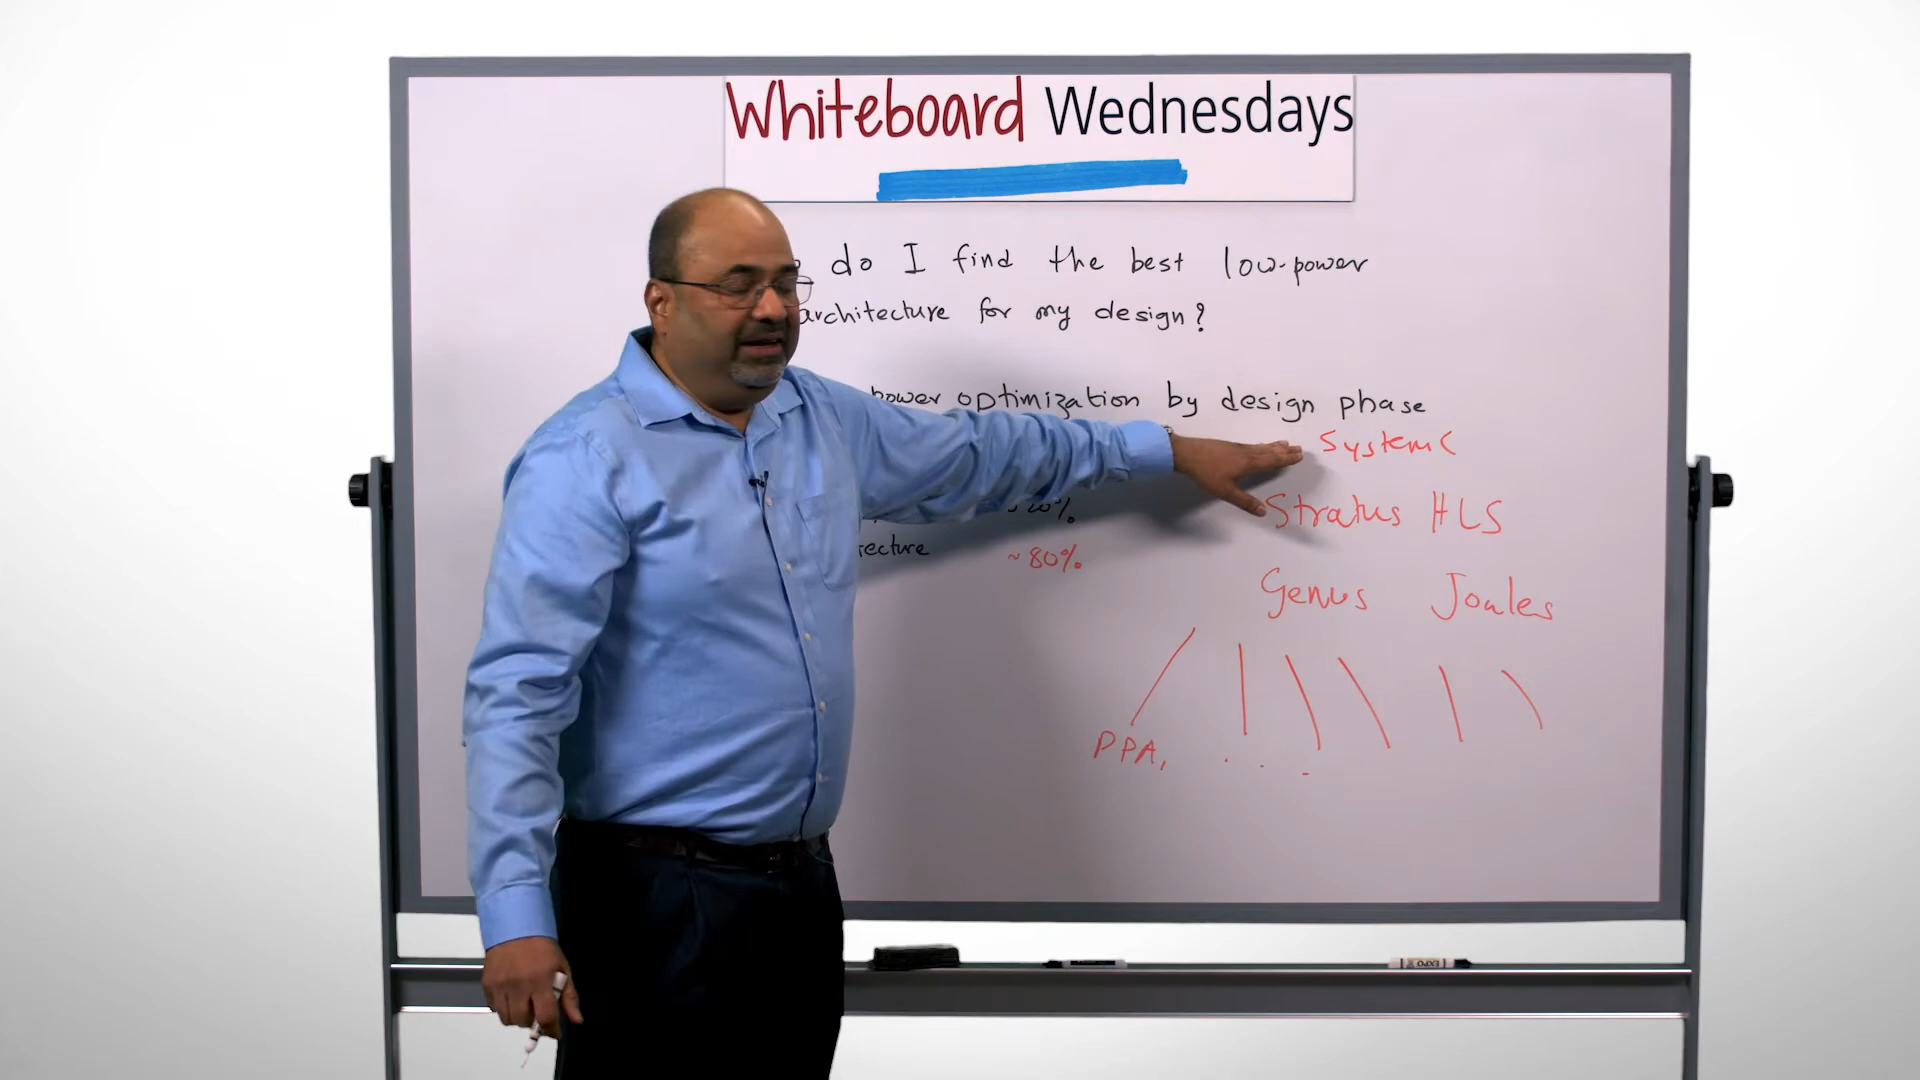 Whiteboard Wednesdays
do I find the best low-power
architecture for my design?
power optimization by design phase
SystemC
20%
Stratus HLS
tecture ~80%
Genus Joules
PPA,
EXPO